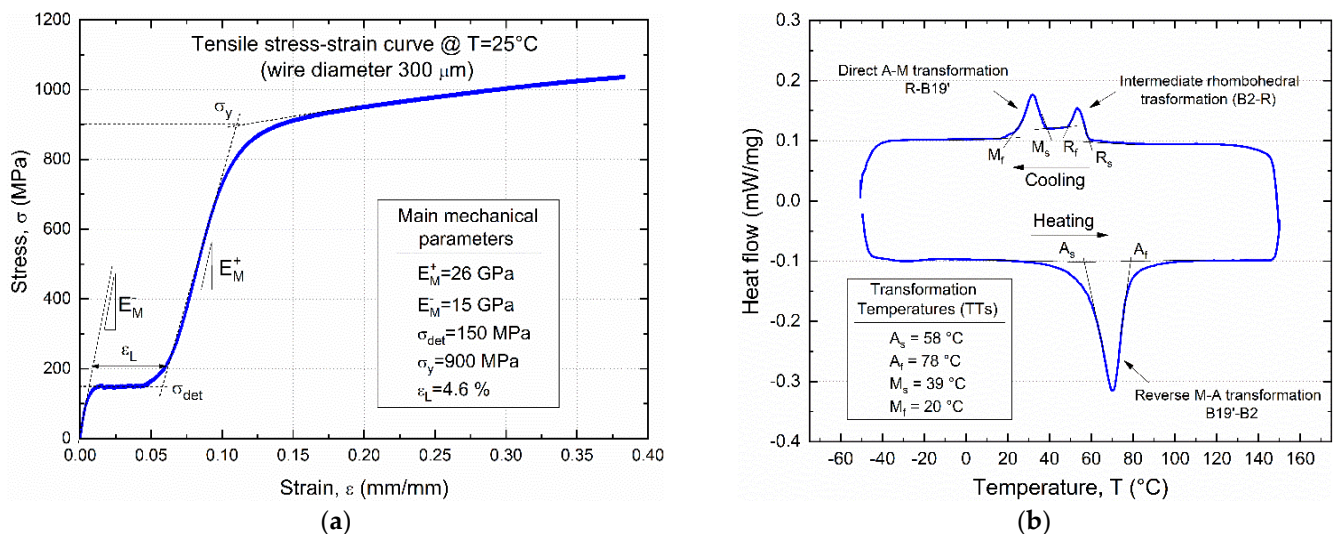 1200
1000
800
600
400
200
0
Stress, σ (MPa)
Tensile stress-strain curve @ T=25°C
(wire diameter 300 μm)
σy
E_M^+
E_M^-
εL
σdet
Main mechanical
parameters
E_M^+=26 GPa
E_M^-=15 GPa
σdet=150 MPa
σy=900 MPa
εL=4.6 %
0.00 0.05 0.10 0.15 0.20 0.25 0.30 0.35 0.40
Strain, ε (mm/mm)
(a)
0.3
0.2
0.1
0.0
-0.1
-0.2
-0.3
-0.4
Heat flow (mW/mg)
Direct A-M transformation
R-B19'
Intermediate rhombohedral
trasformation (B2-R)
Mf
Ms
Rf
Rs
Cooling
Heating
As
Af
Transformation
Temperatures (TTs)
As = 58 °C
Af = 78 °C
Ms = 39 °C
Mf = 20 °C
Reverse M-A transformation
B19'-B2
-60 -40 -20 0 20 40 60 80 100 120 140 160
Temperature, T (°C)
(b)